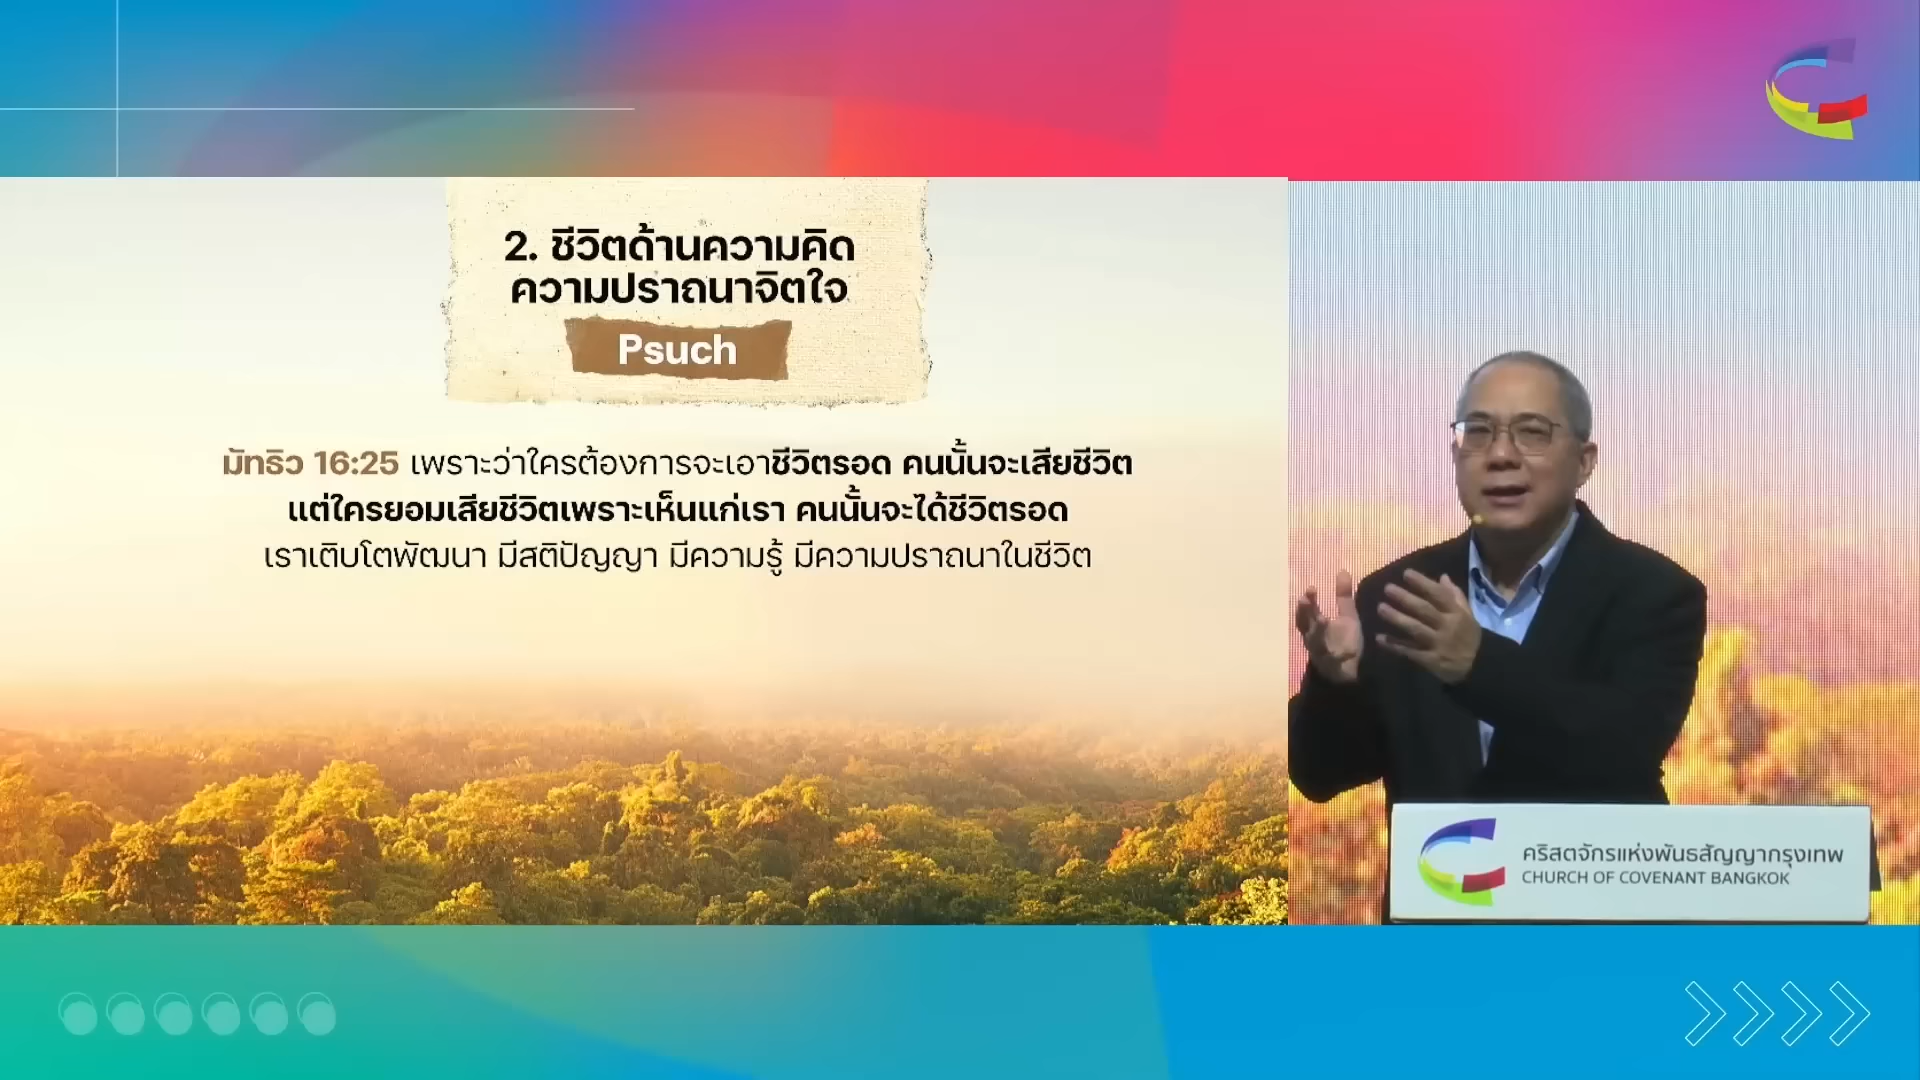 2. ชีวิตด้านความคิด
ความปรารถนาจิตใจ
Psuch
มัทธิว 16:25 เพราะว่าใครต้องการจะเอาชีวิตรอด คนนั้นจะเสียชีวิต
แต่ใครยอมเสียชีวิตเพราะเห็นแก่เรา คนนั้นจะได้ชีวิตรอด
เราเติบโตพัฒนา มีสติปัญญา มีความรู้ มีความปรารถนาในชีวิต
คริสตจักรแห่งพันธสัญญากรุงเทพ
CHURCH OF COVENANT BANGKOK